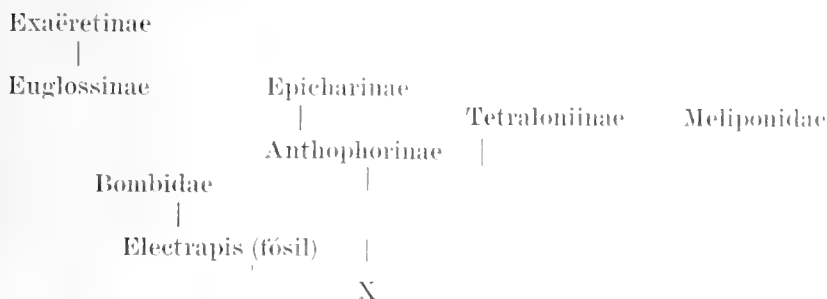 Exaëretinae
Euglossinae Epicharinae
Tetraloniinae Meliponidae
Anthophorinae
Bombidae
Electrapis (fósil)
X